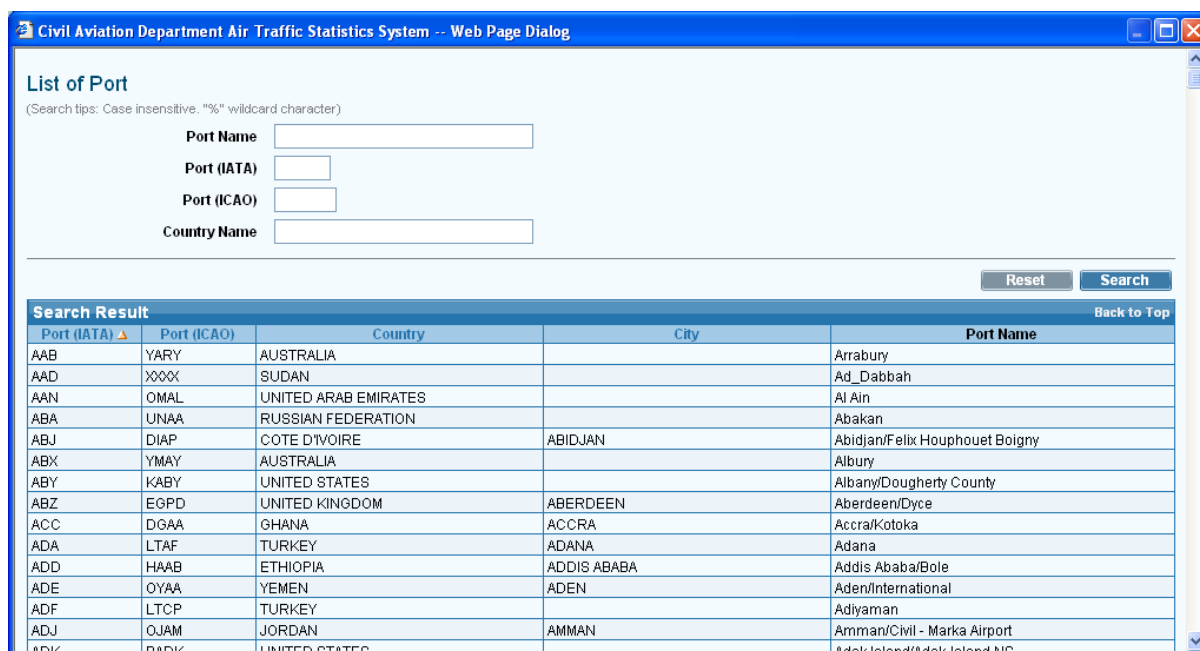 Civil Aviation Department Air Traffic Statistics System -- Web Page Dialog
List of Port
(Search tips: Case insensitive. "%" wildcard character)
Port Name
Port (IATA)
Port (ICAO)
Country Name
Reset Search
Search Result Back to Top
Port (IATA) Port (ICAO) Country City Port Name
AAB YARY AUSTRALIA Arrabury
AAD XXXX SUDAN Ad_Dabbah
AAN OMAL UNITED ARAB EMIRATES Al Ain
ABA UNAA RUSSIAN FEDERATION Abakan
ABJ DIAP COTE D'IVOIRE ABIDJAN Abidjan/Felix Houphouet Boigny
ABX YMAY AUSTRALIA Albury
ABY KABY UNITED STATES Albany/Dougherty County
ABZ EGPD UNITED KINGDOM ABERDEEN Aberdeen/Dyce
ACC DGAA GHANA ACCRA Accra/Kotoka
ADA LTAF TURKEY ADANA Adana
ADD HAAB ETHIOPIA ADDIS ABABA Addis Ababa/Bole
ADE OYAA YEMEN ADEN Aden/International
ADF LTCP TURKEY Adiyaman
ADJ OJAM JORDAN AMMAN Amman/Civil - Marka Airport
UNITED STATES